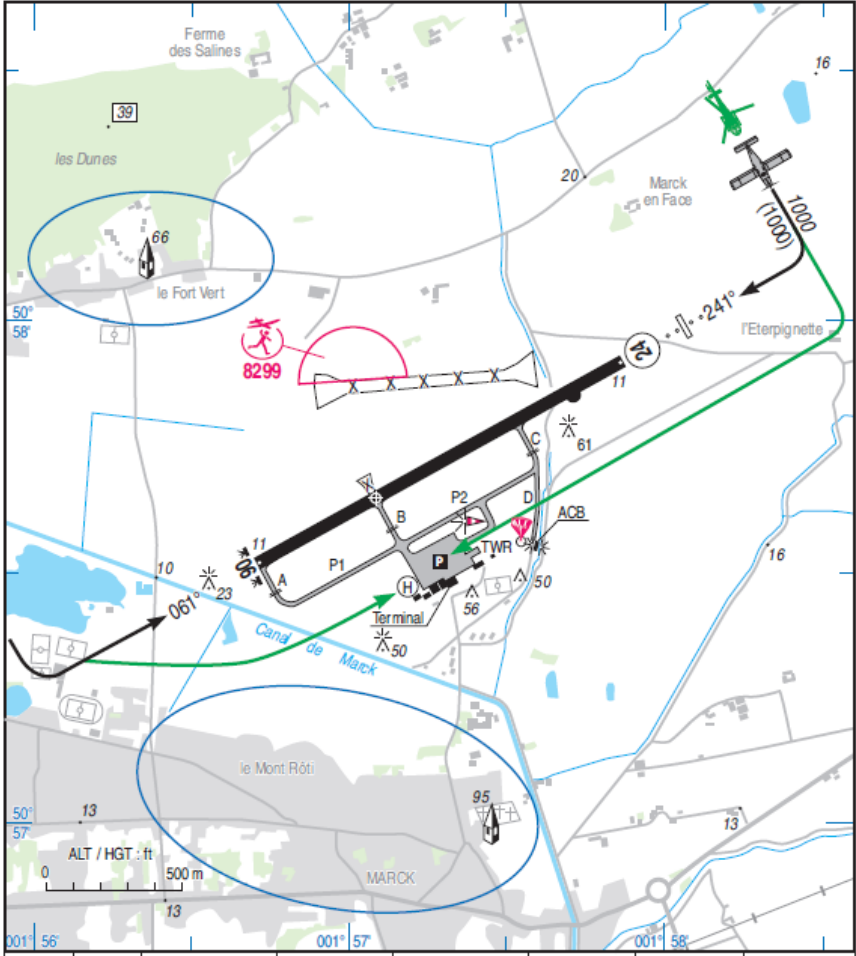 Ferme
des Salines
16
39
les Dunes
20
Marck
en Face
1000
(1000)
66
le Fort Vert
50°
58'
241°
l'Eterpignette
8299
24
11
61
C
P2
D
B
ACB
TWR
P
11
06
A
P1
H
50
56
10
23
061°
16
Terminal
50
Canal de Marck
le Mont Rôti
95
50°
57'
13
13
ALT / HGT : ft
0 500 m
MARCK
13
001° 56'
001° 57'
001° 58'